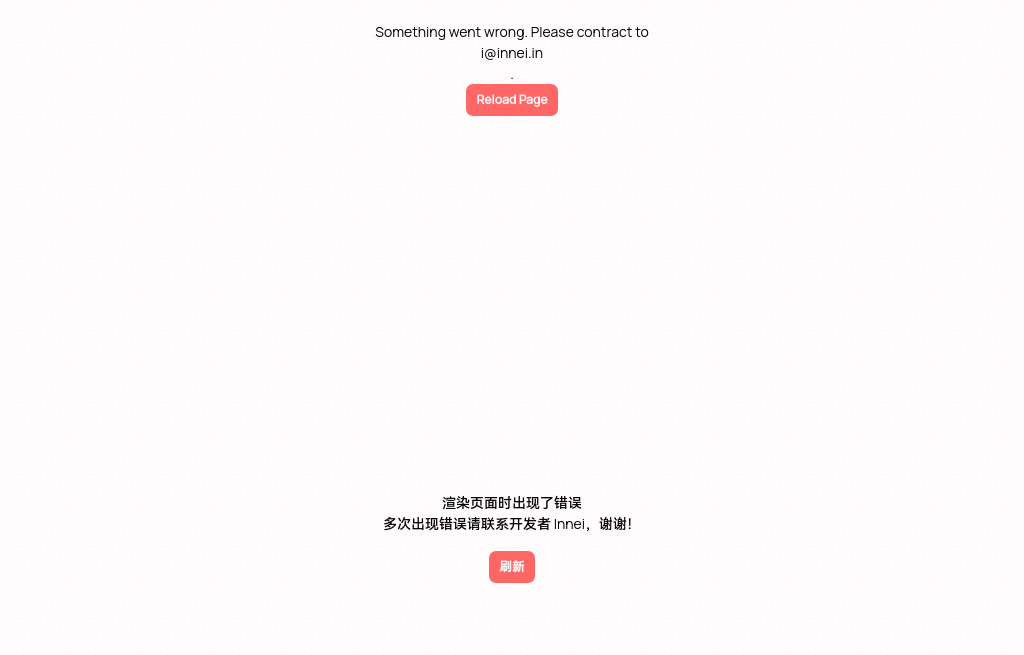 Something went wrong. Please contract to
i@innei.in
.
Reload Page
渲染页面时出现了错误
多次出现错误请联系开发者 Innei，谢谢！
刷新